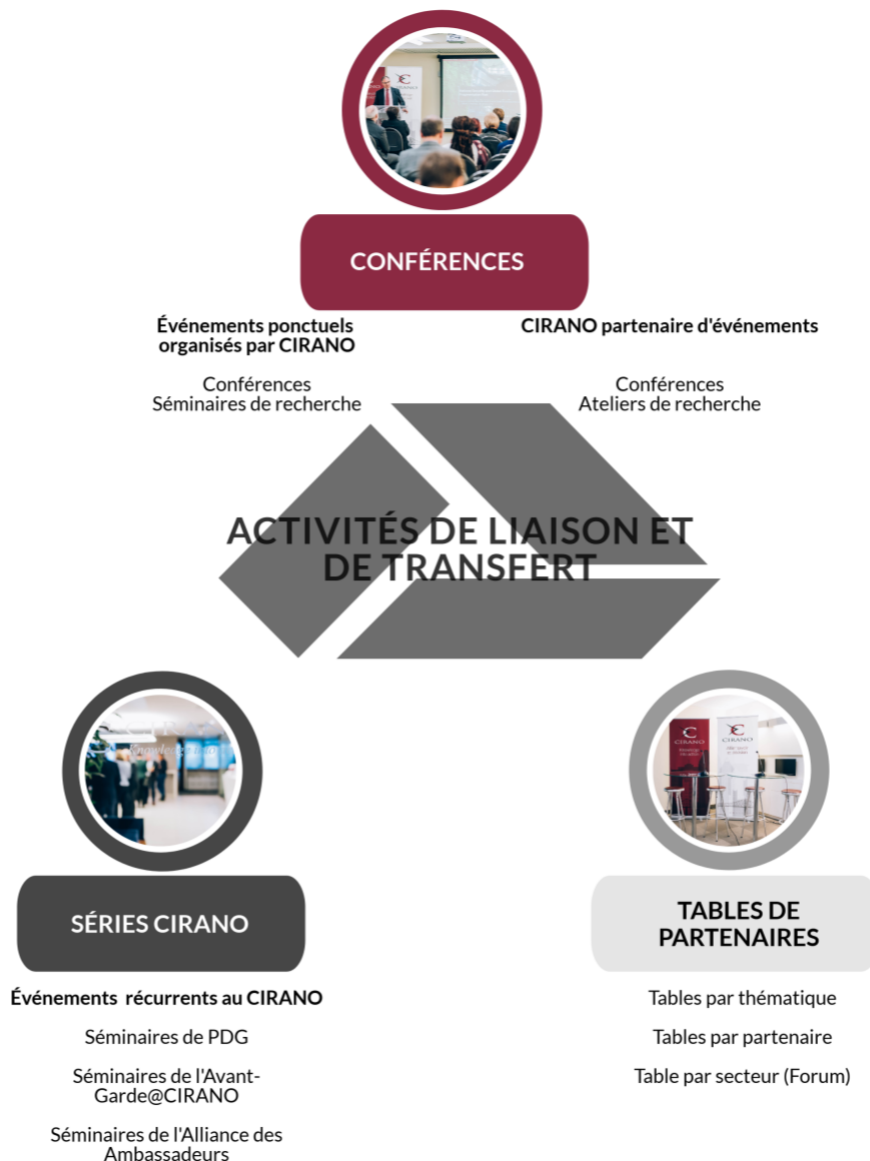 CONFÉRENCES
Événements ponctuels
organisés par CIRANO
Conférences
Séminaires de recherche
CIRANO partenaire d'événements
Conférences
Ateliers de recherche
ACTIVITÉS DE LIAISON ET
DE TRANSFERT
SÉRIES CIRANO
Événements récurrents au CIRANO
Séminaires de PDG
Séminaires de l'Avant-
Garde@CIRANO
Séminaires de l'Alliance des
Ambassadeurs
CIRANO
CIRANO
TABLES DE
PARTENAIRES
Tables par thématique
Tables par partenaire
Table par secteur (Forum)